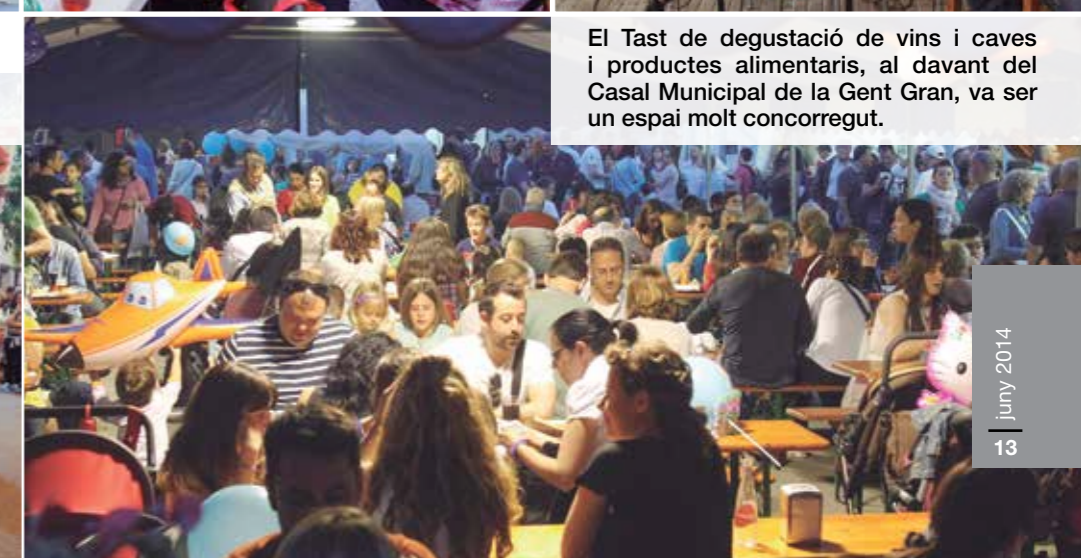 El Tast de degustació de vins i caves
i productes alimentaris, al davant del
Casal Municipal de la Gent Gran, va ser
un espai molt concorregut.
juny 2014
13